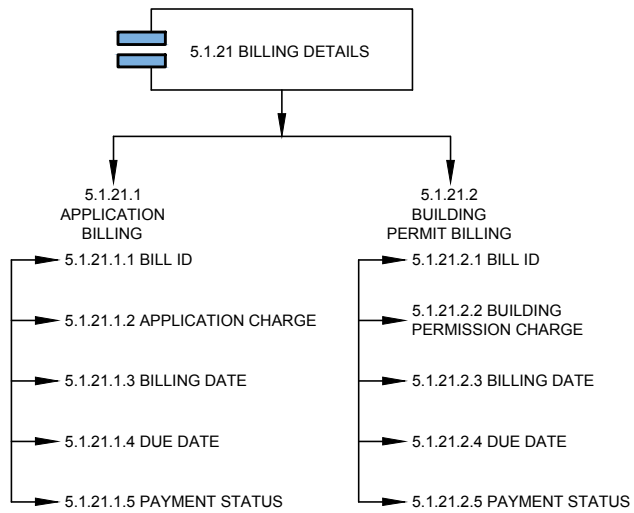 5.1.21 BILLING DETAILS
5.1.21.1
APPLICATION
BILLING
5.1.21.1.1 BILL ID
5.1.21.1.2 APPLICATION CHARGE
5.1.21.1.3 BILLING DATE
5.1.21.1.4 DUE DATE
5.1.21.1.5 PAYMENT STATUS
5.1.21.2
BUILDING
PERMIT BILLING
5.1.21.2.1 BILL ID
5.1.21.2.2 BUILDING
PERMISSION CHARGE
5.1.21.2.3 BILLING DATE
5.1.21.2.4 DUE DATE
5.1.21.2.5 PAYMENT STATUS